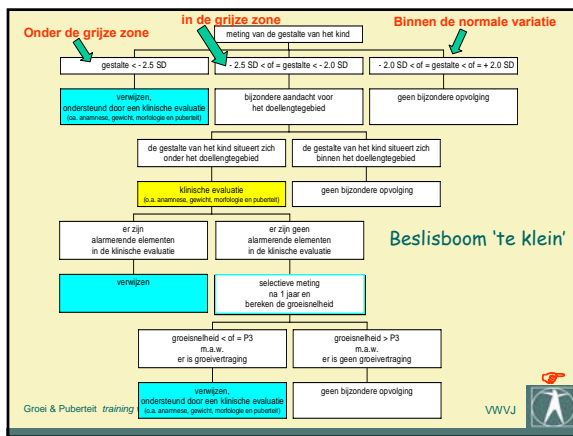 Onder de grijze zone
in de grijze zone
Binnen de normale variatie
meting van de gestalte van het kind
gestalte < - 2.5 SD
- 2.5 SD < of = gestalte < - 2.0 SD
- 2.0 SD < of = gestalte < of = + 2.0 SD
verwijzen,
ondersteund door een klinische evaluatie
(oa. anamnese, gewicht, morfologie en puberteit)
bijzondere aandacht voor
het doellengtegebied
geen bijzondere opvolging
de gestalte van het kind situeert zich
onder het doellengtegebied
de gestalte van het kind situeert zich
binnen het doellengtegebied
klinische evaluatie
(o.a. anamnese, gewicht, morfologie en puberteit)
geen bijzondere opvolging
er zijn
alarmerende elementen
in de klinische evaluatie
er zijn geen
alarmerende elementen
in de klinische evaluatie
Beslisboom 'te klein'
verwijzen
selectieve meting
na 1 jaar en
bereken de groeisnelheid
groeisnelheid < of = P3
m.a.w.
er is groeivertraging
groeisnelheid > P3
m.a.w.
er is geen groeivertraging
verwijzen,
ondersteund door een klinische evaluatie
(o.a. anamnese, gewicht, morfologie en puberteit)
geen bijzondere opvolging
Groei & Puberteit training
VWVJ